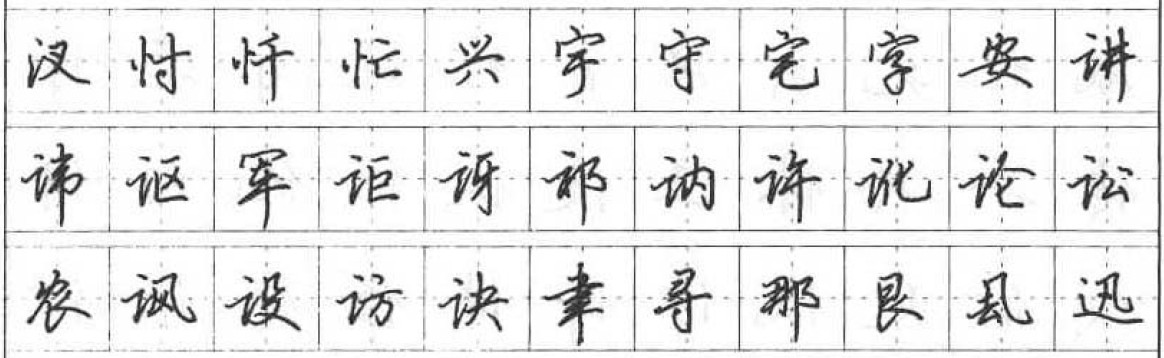 汊忖忏忙兴宇守宅字安讲
讳讴军讵讶祁讷许讹论讼
农讽设访诀聿寻那艮厾迅